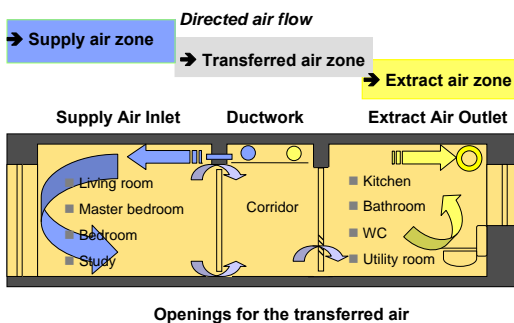 Directed air flow
➔ Supply air zone
➔ Transferred air zone
➔ Extract air zone
Supply Air Inlet
Ductwork
Extract Air Outlet
■ Living room
■ Master bedroom
■ Bedroom
■ Study
Corridor
■ Kitchen
■ Bathroom
■ WC
■ Utility room
Openings for the transferred air